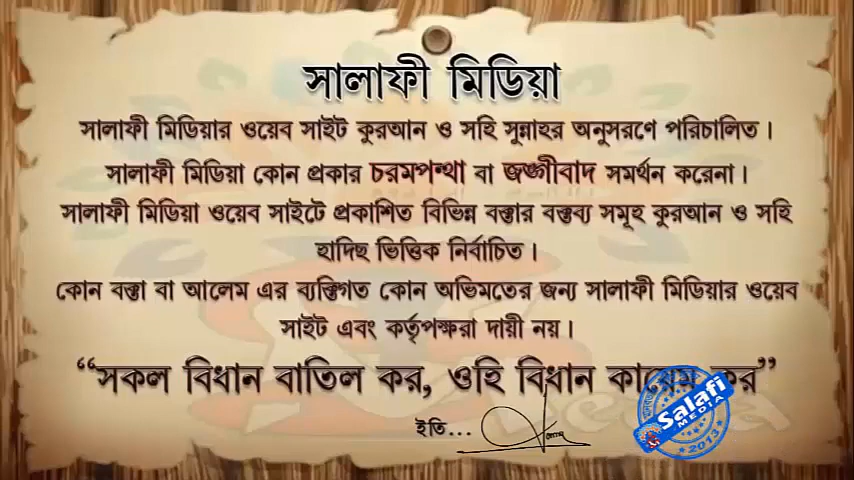 সালাফী মিডিয়া
সালাফী মিডিয়ার ওয়েব সাইট কুরআন ও সহি সুন্নাহর অনুসরণে পরিচালিত।
সালাফী মিডিয়া কোন প্রকার চরমপন্থা বা জঙ্গীবাদ সমর্থন করেনা।
সালাফী মিডিয়া ওয়েব সাইটে প্রকাশিত বিভিন্ন বক্তার বক্তব্য সমূহ কুরআন ও সহি
হাদিছ ভিত্তিক নির্বাচিত।
কোন বক্তা বা আলেম এর ব্যক্তিগত কোন অভিমতের জন্য সালাফী মিডিয়ার ওয়েব
সাইট এবং কর্তৃপক্ষরা দায়ী নয়।
“সকল বিধান বাতিল কর, ওহি বিধান কায়েম কর”
ইতি...
Salafi
MEDIA
2013